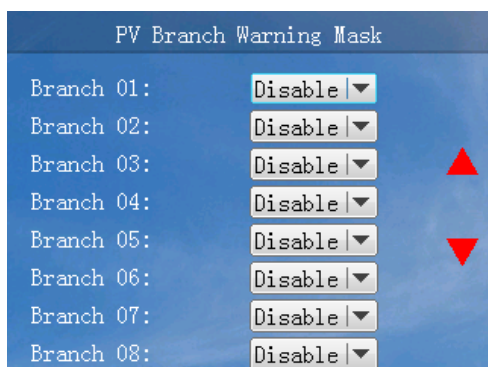 PV Branch Warning Mask
Branch 01: Disable
Branch 02: Disable
Branch 03: Disable
Branch 04: Disable
Branch 05: Disable
Branch 06: Disable
Branch 07: Disable
Branch 08: Disable